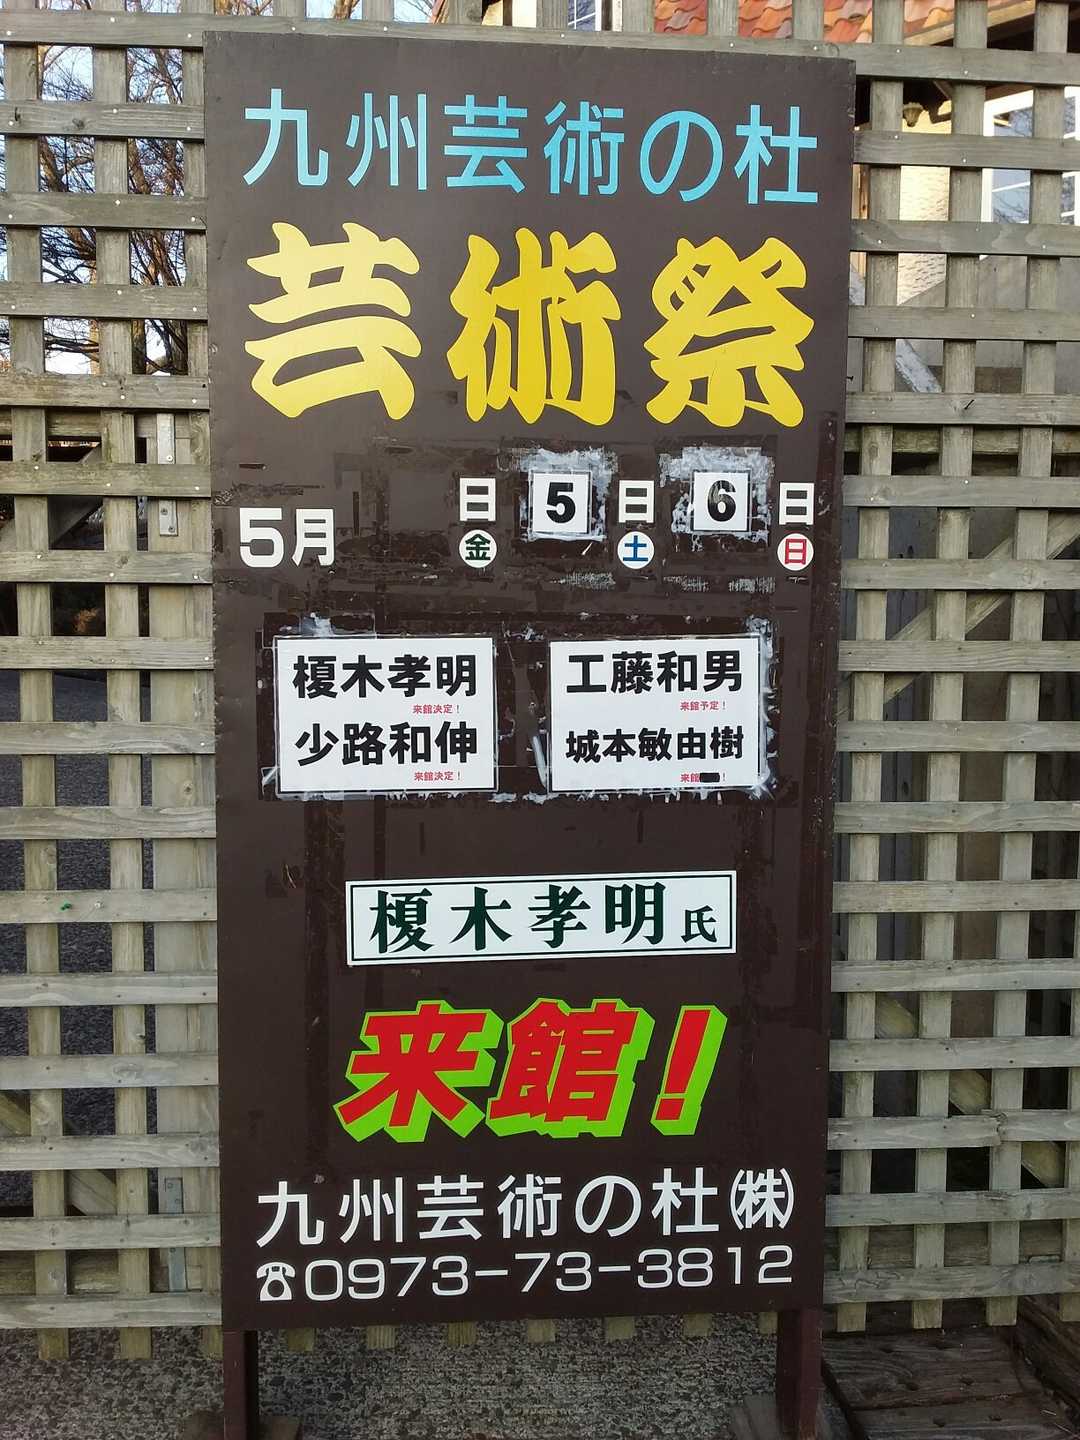 九州芸術の杜
芸術祭
5月 日(金) 5日(土) 6日(日)
榎木孝明
来館決定！
少路和伸
来館決定！
工藤和男
来館予定！
城本敏由樹
来館 ！
榎木孝明氏
来館！
九州芸術の杜㈱
☎0973-73-3812